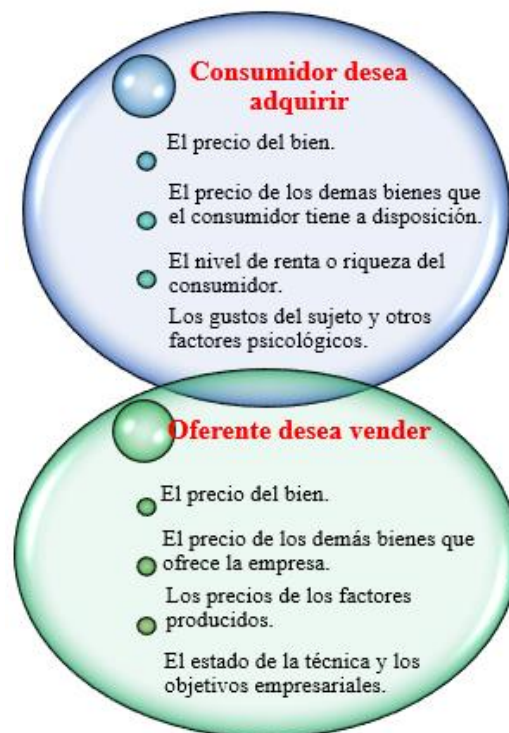 Consumidor desea
adquirir
El precio del bien.
El precio de los demas bienes que
el consumidor tiene a disposición.
El nivel de renta o riqueza del
consumidor.
Los gustos del sujeto y otros
factores psicológicos.
Oferente desea vender
El precio del bien.
El precio de los demás bienes que
ofrece la empresa.
Los precios de los factores
producidos.
El estado de la técnica y los
objetivos empresariales.